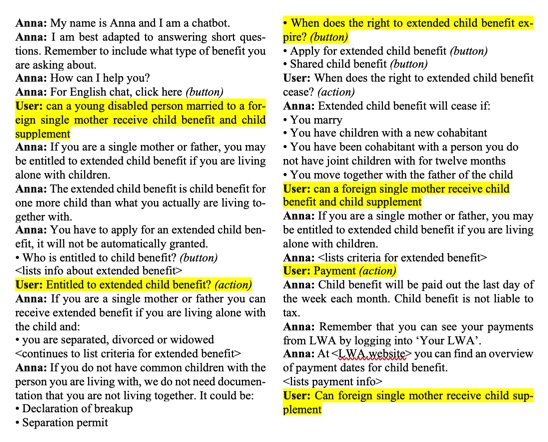 Anna: My name is Anna and I am a chatbot.
Anna: I am best adapted to answering short ques-
tions. Remember to include what type of benefit you
are asking about.
Anna: How can I help you?
Anna: For English chat, click here (button)
User: can a young disabled person married to a for-
eign single mother receive child benefit and child
supplement
Anna: If you are a single mother or father, you may
be entitled to extended child benefit if you are living
alone with children.
Anna: The extended child benefit is child benefit for
one more child than what you actually are living to-
gether with.
Anna: You have to apply for an extended child ben-
efit, it will not be automatically granted.
• Who is entitled to child benefit? (button)
<lists info about extended benefit>
User: Entitled to extended child benefit? (action)
Anna: If you are a single mother or father you can
receive extended benefit if you are living alone with
the child and:
• you are separated, divorced or widowed
<continues to list criteria for extended benefit>
Anna: If you do not have common children with the
person you are living with, we do not need documen-
tation that you are not living together. It could be:
• Declaration of breakup
• Separation permit
• When does the right to extended child benefit ex-
pire? (button)
• Apply for extended child benefit (button)
• Shared child benefit (button)
User: When does the right to extended child benefit
cease? (action)
Anna: Extended child benefit will cease if:
• You marry
• You have children with a new cohabitant
• You have been cohabitant with a person you do
not have joint children with for twelve months
• You move together with the father of the child
User: can a foreign single mother receive child
benefit and child supplement
Anna: If you are a single mother or father, you may
be entitled to extended child benefit if you are living
alone with children.
Anna: <lists criteria for extended benefit>
User: Payment (action)
Anna: Child benefit will be paid out the last day of
the week each month. Child benefit is not liable to
tax.
Anna: Remember that you can see your payments
from LWA by logging into ‘Your LWA’.
Anna: At <LWA.website> you can find an overview
of payment dates for child benefit.
<lists payment info>
User: Can foreign single mother receive child sup-
plement